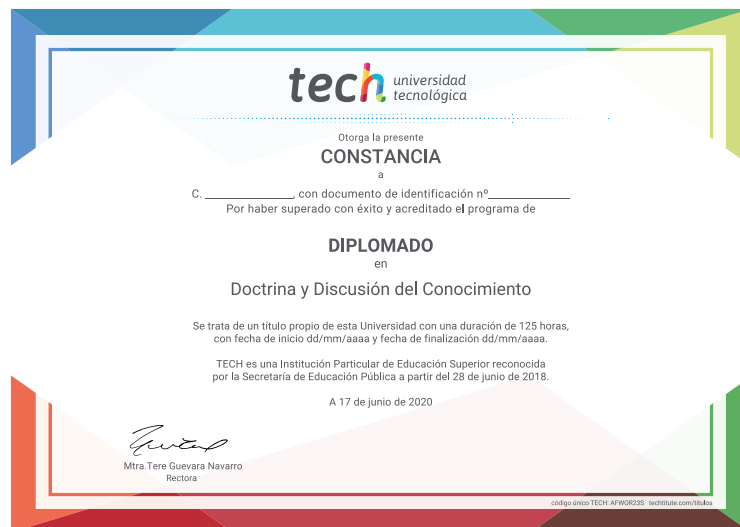 tech universidad
tecnológica
Otorga la presente
CONSTANCIA
a
C. ______________, con documento de identificación nº______________
Por haber superado con éxito y acreditado el programa de
DIPLOMADO
en
Doctrina y Discusión del Conocimiento
Se trata de un título propio de esta Universidad con una duración de 125 horas,
con fecha de inicio dd/mm/aaaa y fecha de finalización dd/mm/aaaa.
TECH es una Institución Particular de Educación Superior reconocida
por la Secretaría de Educación Pública a partir del 28 de junio de 2018.
A 17 de junio de 2020
Mtra.Tere Guevara Navarro
Rectora
código único TECH: AFWOR23S techtitute.com/titulos